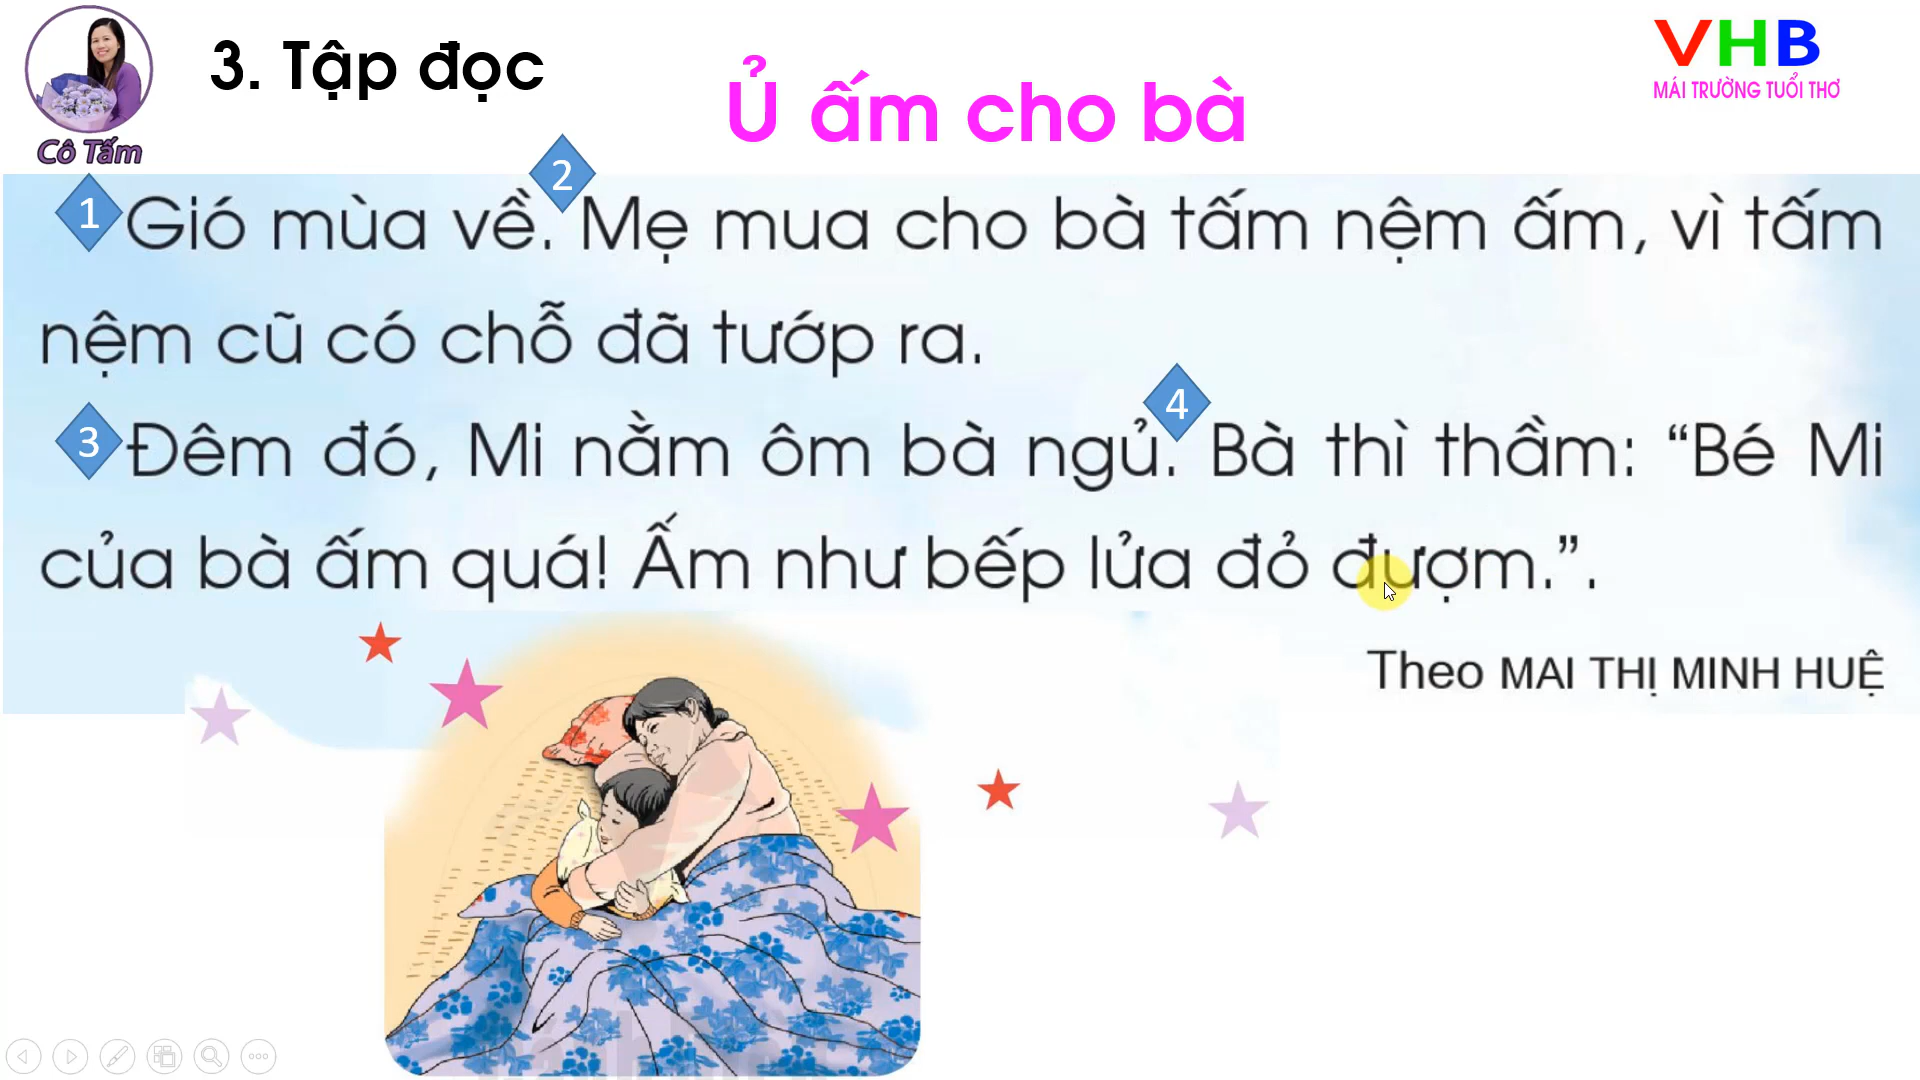 3. Tập đọc
VHB
MÁI TRƯỜNG TUỔI THƠ
Ủ ấm cho bà
Cô Tấm
1 Gió mùa về. 2 Mẹ mua cho bà tấm nệm ấm, vì tấm
nệm cũ có chỗ đã tướp ra.
3 Đêm đó, Mi nằm ôm bà ngủ. 4 Bà thì thầm: “Bé Mi
của bà ấm quá! Ấm như bếp lửa đỏ đượm.”.
Theo MAI THỊ MINH HUỆ